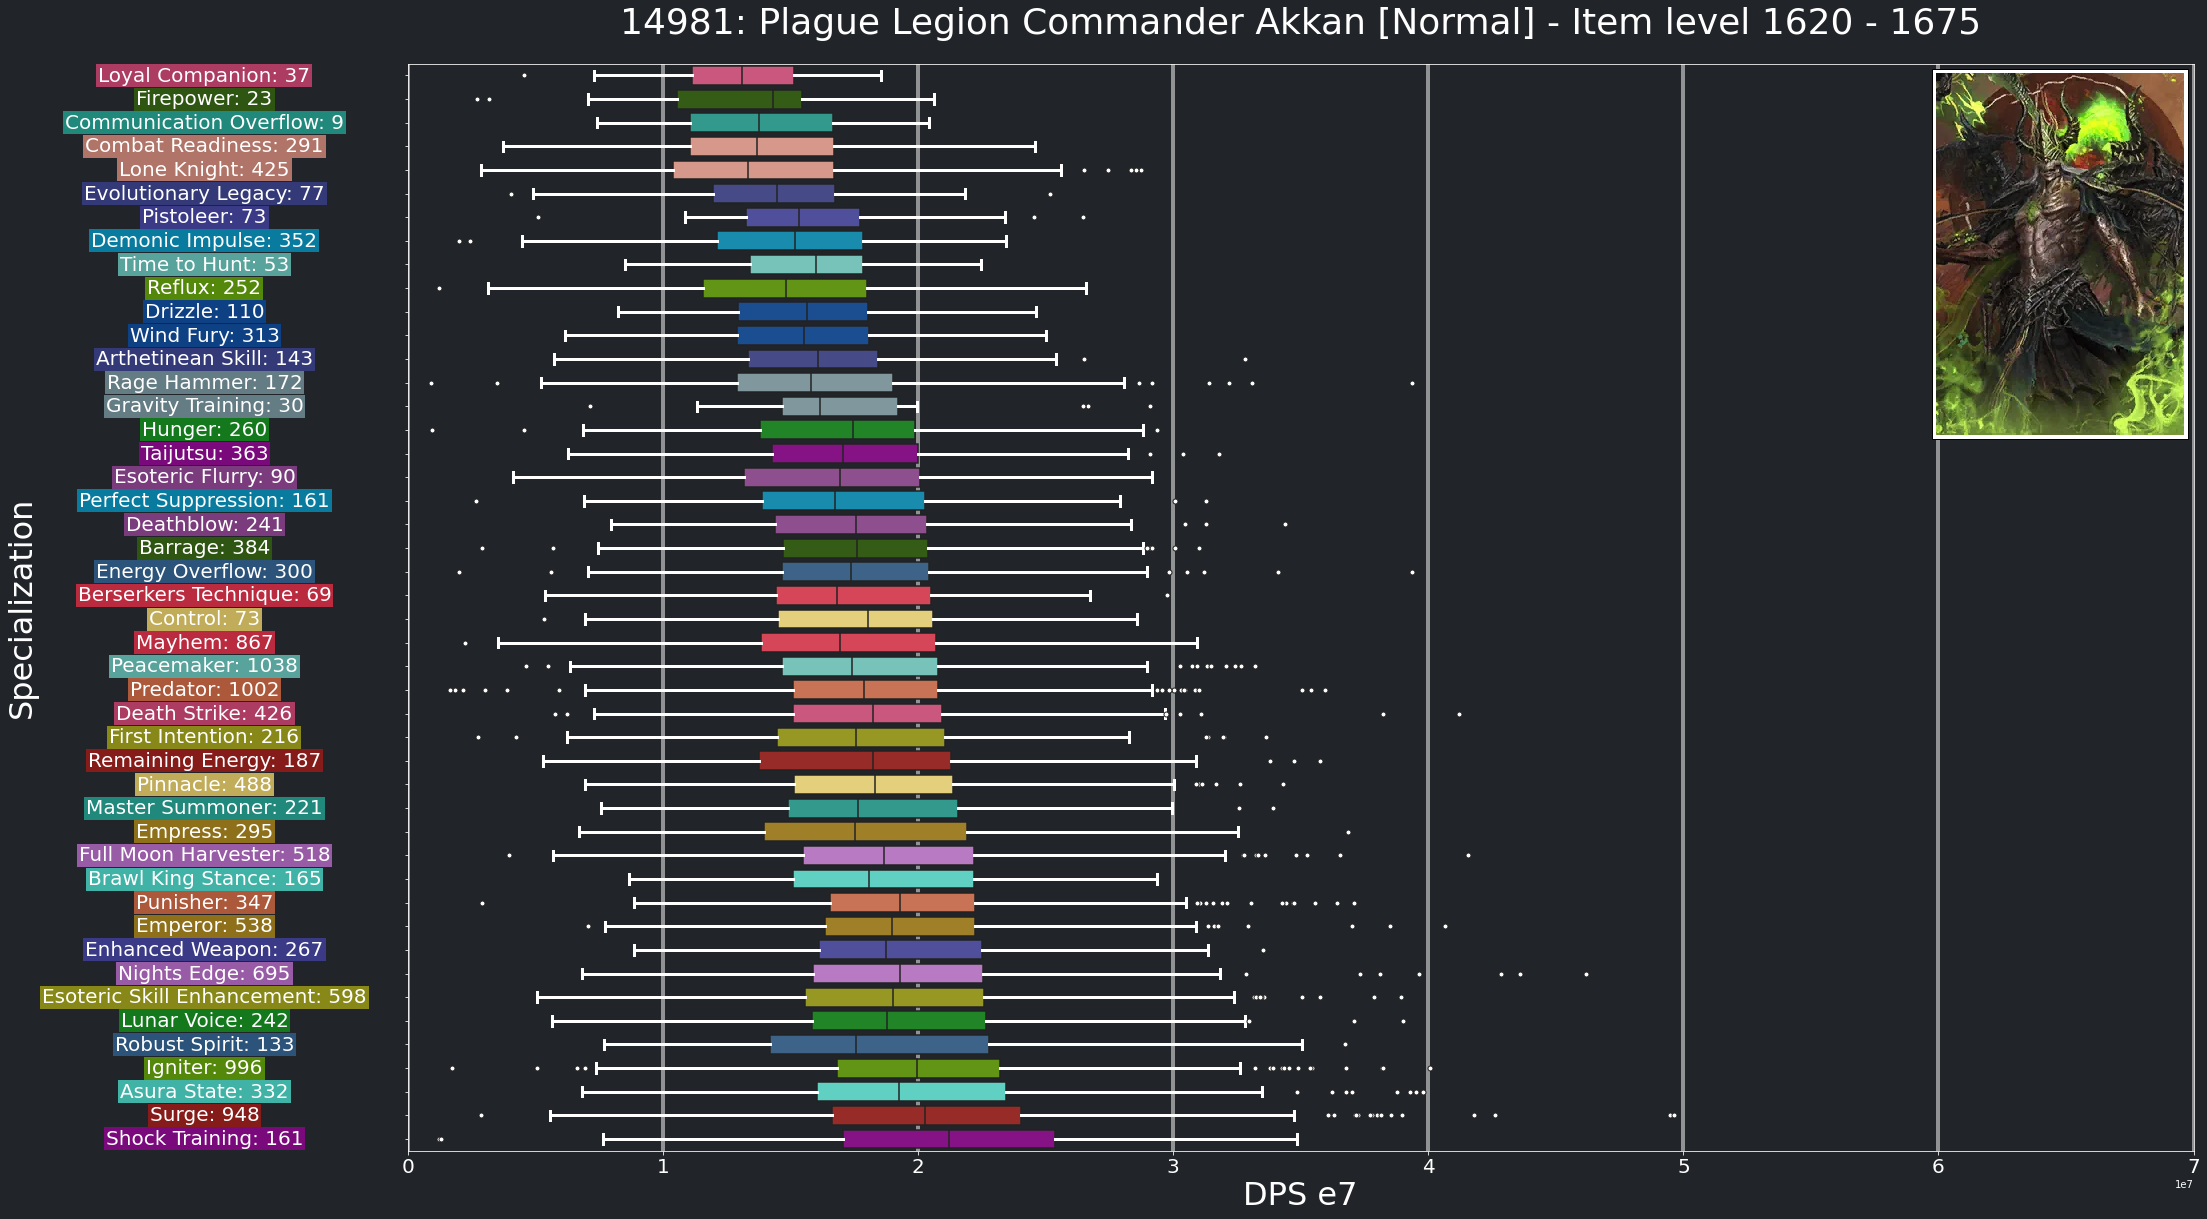 14981: Plague Legion Commander Akkan [Normal] - Item level 1620 - 1675
Specialization
Loyal Companion: 37
Firepower: 23
Communication Overflow: 9
Combat Readiness: 291
Lone Knight: 425
Evolutionary Legacy: 77
Pistoleer: 73
Demonic Impulse: 352
Time to Hunt: 53
Reflux: 252
Drizzle: 110
Wind Fury: 313
Arthetinean Skill: 143
Rage Hammer: 172
Gravity Training: 30
Hunger: 260
Taijutsu: 363
Esoteric Flurry: 90
Perfect Suppression: 161
Deathblow: 241
Barrage: 384
Energy Overflow: 300
Berserkers Technique: 69
Control: 73
Mayhem: 867
Peacemaker: 1038
Predator: 1002
Death Strike: 426
First Intention: 216
Remaining Energy: 187
Pinnacle: 488
Master Summoner: 221
Empress: 295
Full Moon Harvester: 518
Brawl King Stance: 165
Punisher: 347
Emperor: 538
Enhanced Weapon: 267
Nights Edge: 695
Esoteric Skill Enhancement: 598
Lunar Voice: 242
Robust Spirit: 133
Igniter: 996
Asura State: 332
Surge: 948
Shock Training: 161
0 1 2 3 4 5 6 7
1e7
DPS e7